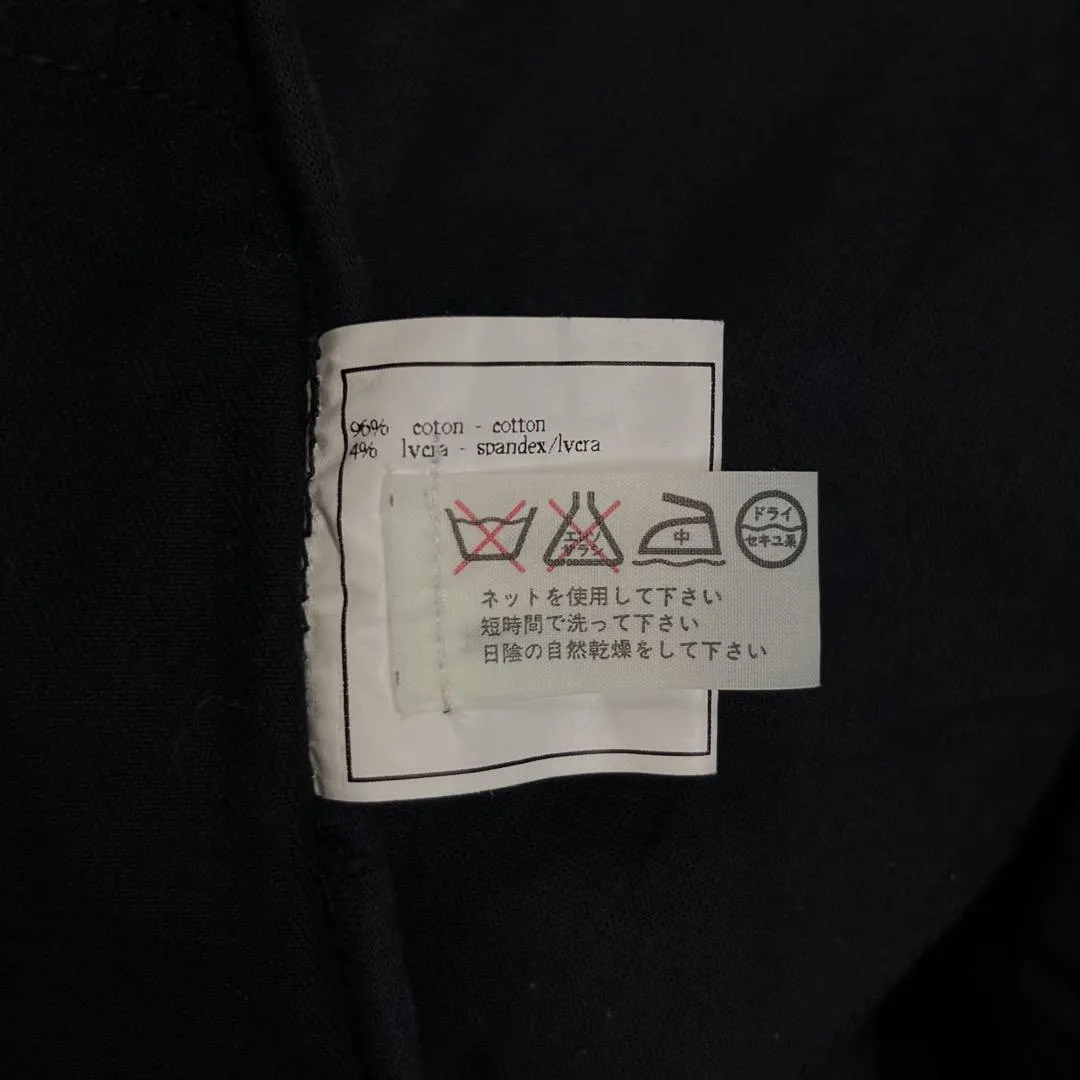 96% coton - cotton
4% lycra - spandex/lycra
エンソ
サラシ
中
ドライ
セキユ系
ネットを使用して下さい
短時間で洗って下さい
日陰の自然乾燥をして下さい